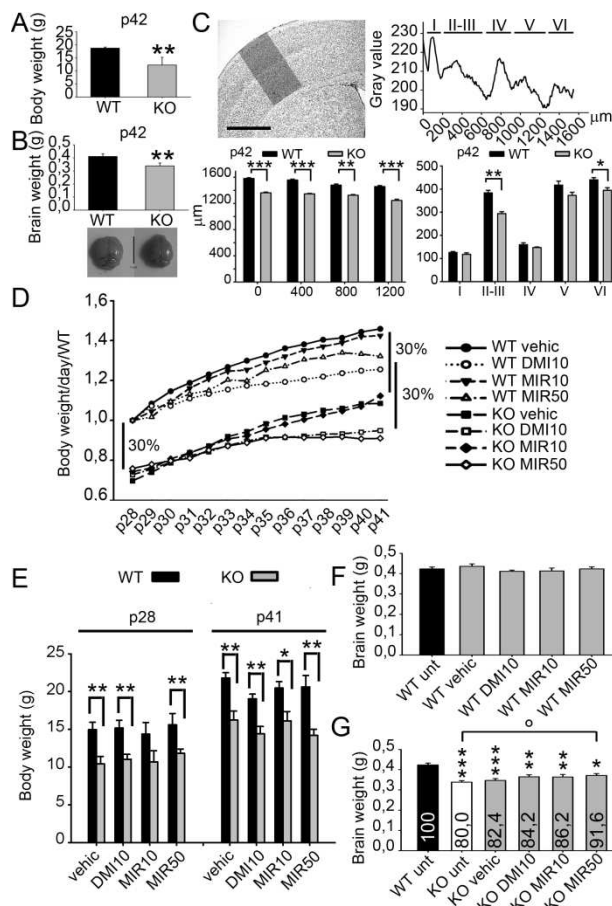 A
p42
Body weight (g)
25
20
15
10
5
0
**
WT
KO
B
p42
Brain weight (g)
0,5
0,4
0,3
0,2
0,1
0,0
**
WT
KO
C
Gray value
230
220
210
200
190
I II-III IV V VI
0 200 400 600 800 1000 1200 1400 1600
μm
p42 WT KO
*** *** ** ***
μm
1600
1200
800
400
0
0 400 800 1200
p42 WT KO
** *
400
300
200
100
0
I II-III IV V VI
D
Body weight/day/WT
1,6
1,4
1,2
1,0
0,8
0,6
30%
30%
30%
p28 p29 p30 p31 p32 p33 p34 p35 p36 p37 p38 p39 p40 p41
WT vehic
WT DMI10
WT MIR10
WT MIR50
KO vehic
KO DMI10
KO MIR10
KO MIR50
E
WT KO
p28 p41
Body weight (g)
25
20
15
10
5
0
** ** ** ** ** * **
vehic DMI10 MIR10 MIR50 vehic DMI10 MIR10 MIR50
F
Brain weight (g)
0,5
0,4
0,3
0,2
0,1
0,0
WT unt WT vehic WT DMI10 WT MIR10 WT MIR50
G
Brain weight (g)
0,5
0,4
0,3
0,2
0,1
0,0
°
*** *** ** ** *
100 80,0 82,4 84,2 86,2 91,6
WT unt KO unt KO vehic KO DMI10 KO MIR10 KO MIR50